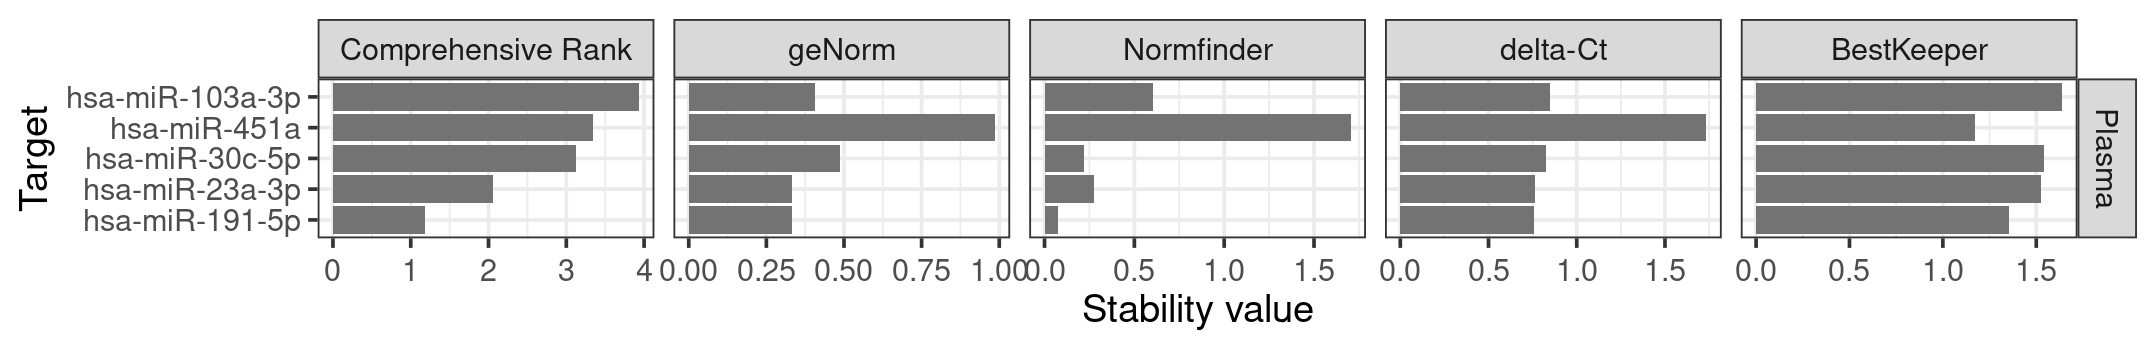 Comprehensive Rank
geNorm
Normfinder
delta-Ct
BestKeeper
Target
hsa-miR-103a-3p
hsa-miR-451a
hsa-miR-30c-5p
hsa-miR-23a-3p
hsa-miR-191-5p
Plasma
0 1 2 3 4
0.00 0.25 0.50 0.75 1.00
0.0 0.5 1.0 1.5
0.0 0.5 1.0 1.5
0.0 0.5 1.0 1.5
Stability value